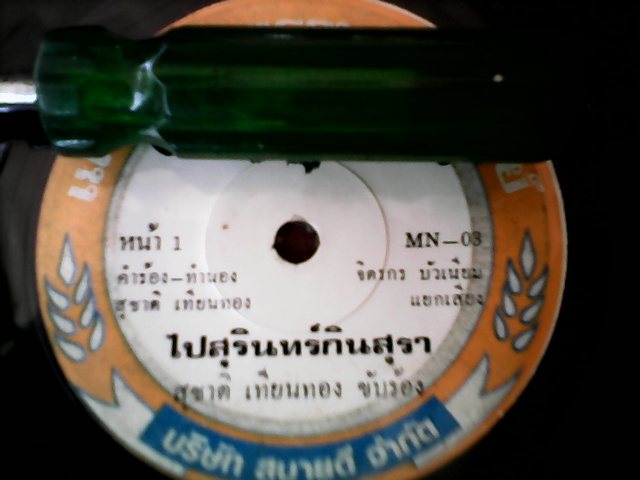 หน้า 1
MN-03
คำร้อง-ทำนอง
จิตรกร บัวเนียม
สุชาติ เทียนทอง
แยกเสียง
ไปสุรินทร์กินสุรา
สุชาติ เทียนทอง ขับร้อง
บริษัท สบายดี จำกัด